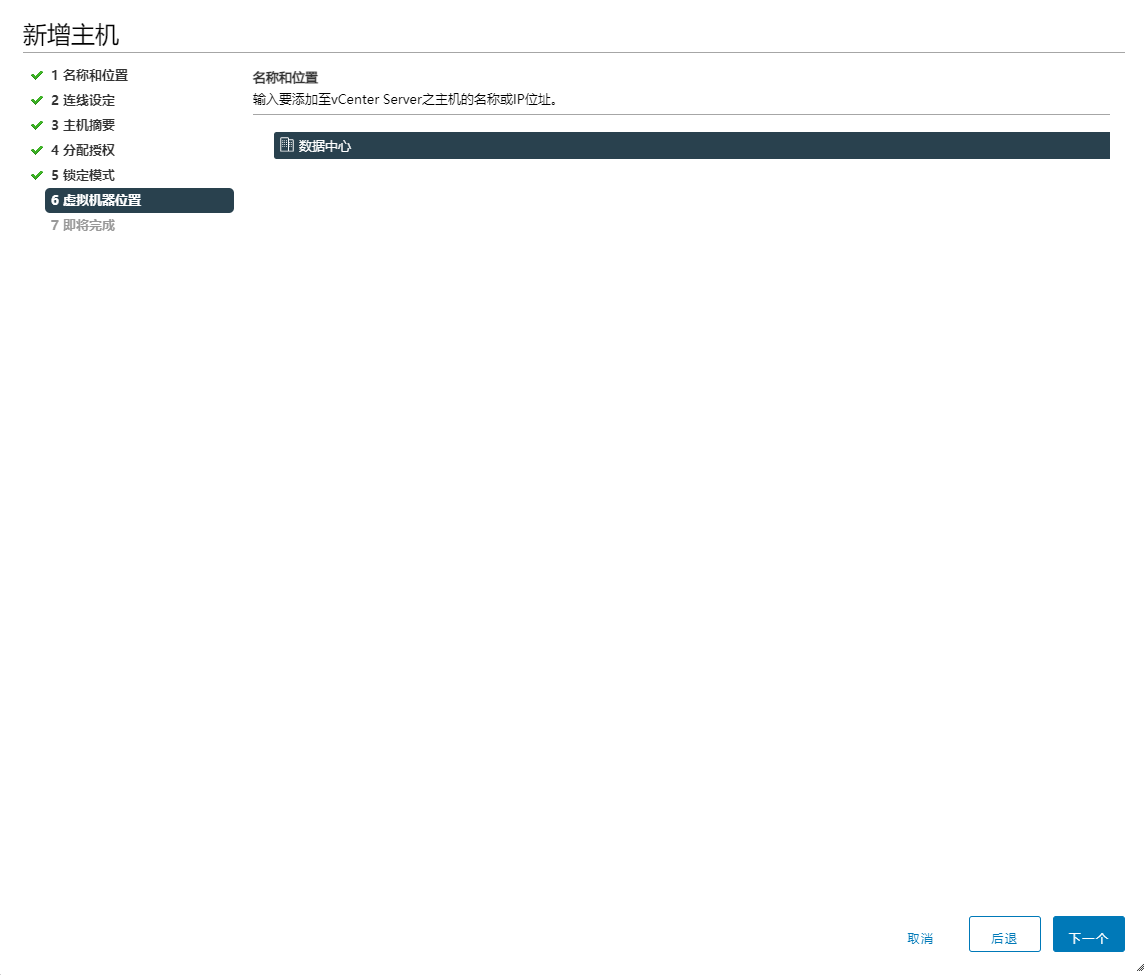 新增主机
1 名称和位置
2 连线设定
3 主机摘要
4 分配授权
5 锁定模式
6 虚拟机器位置
7 即将完成
名称和位置
输入要添加至vCenter Server之主机的名称或IP位址。
数据中心
取消
后退
下一个